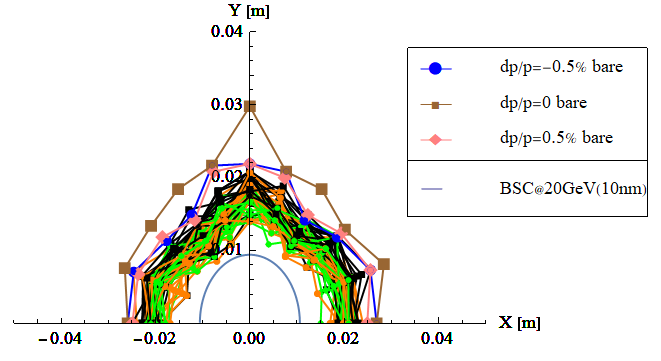 Y [m]
0.04
0.03
0.02
0.01
−0.04
−0.02
0.00
0.02
0.04
X [m]
dp/p=−0.5% bare
dp/p=0 bare
dp/p=0.5% bare
BSC@20GeV(10nm)